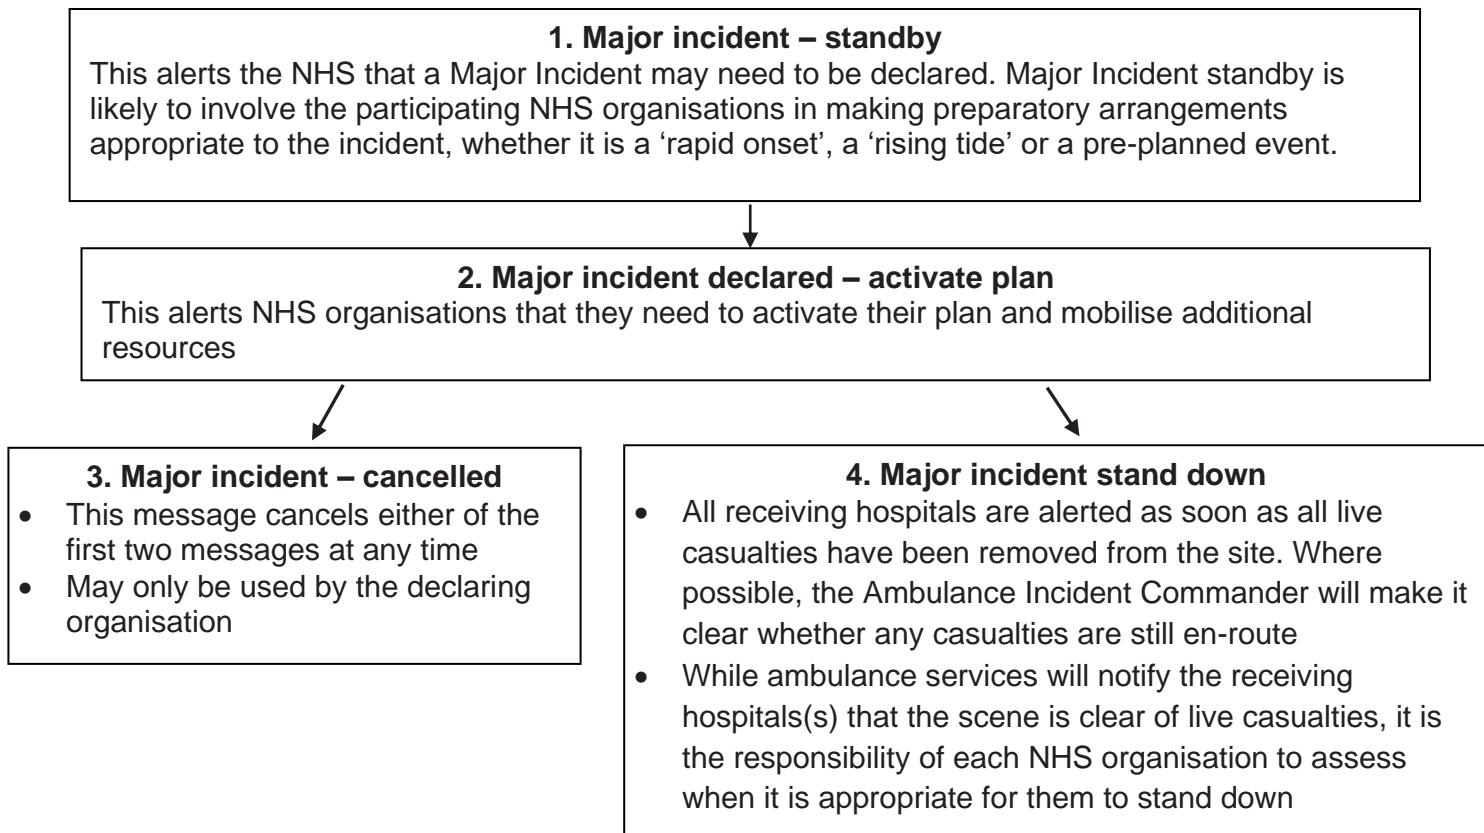 1. Major incident – standby
This alerts the NHS that a Major Incident may need to be declared. Major Incident standby is
likely to involve the participating NHS organisations in making preparatory arrangements
appropriate to the incident, whether it is a ‘rapid onset’, a ‘rising tide’ or a pre-planned event.
2. Major incident declared – activate plan
This alerts NHS organisations that they need to activate their plan and mobilise additional
resources
3. Major incident – cancelled
• This message cancels either of the
first two messages at any time
• May only be used by the declaring
organisation
4. Major incident stand down
• All receiving hospitals are alerted as soon as all live
casualties have been removed from the site. Where
possible, the Ambulance Incident Commander will make it
clear whether any casualties are still en-route
• While ambulance services will notify the receiving
hospitals(s) that the scene is clear of live casualties, it is
the responsibility of each NHS organisation to assess
when it is appropriate for them to stand down